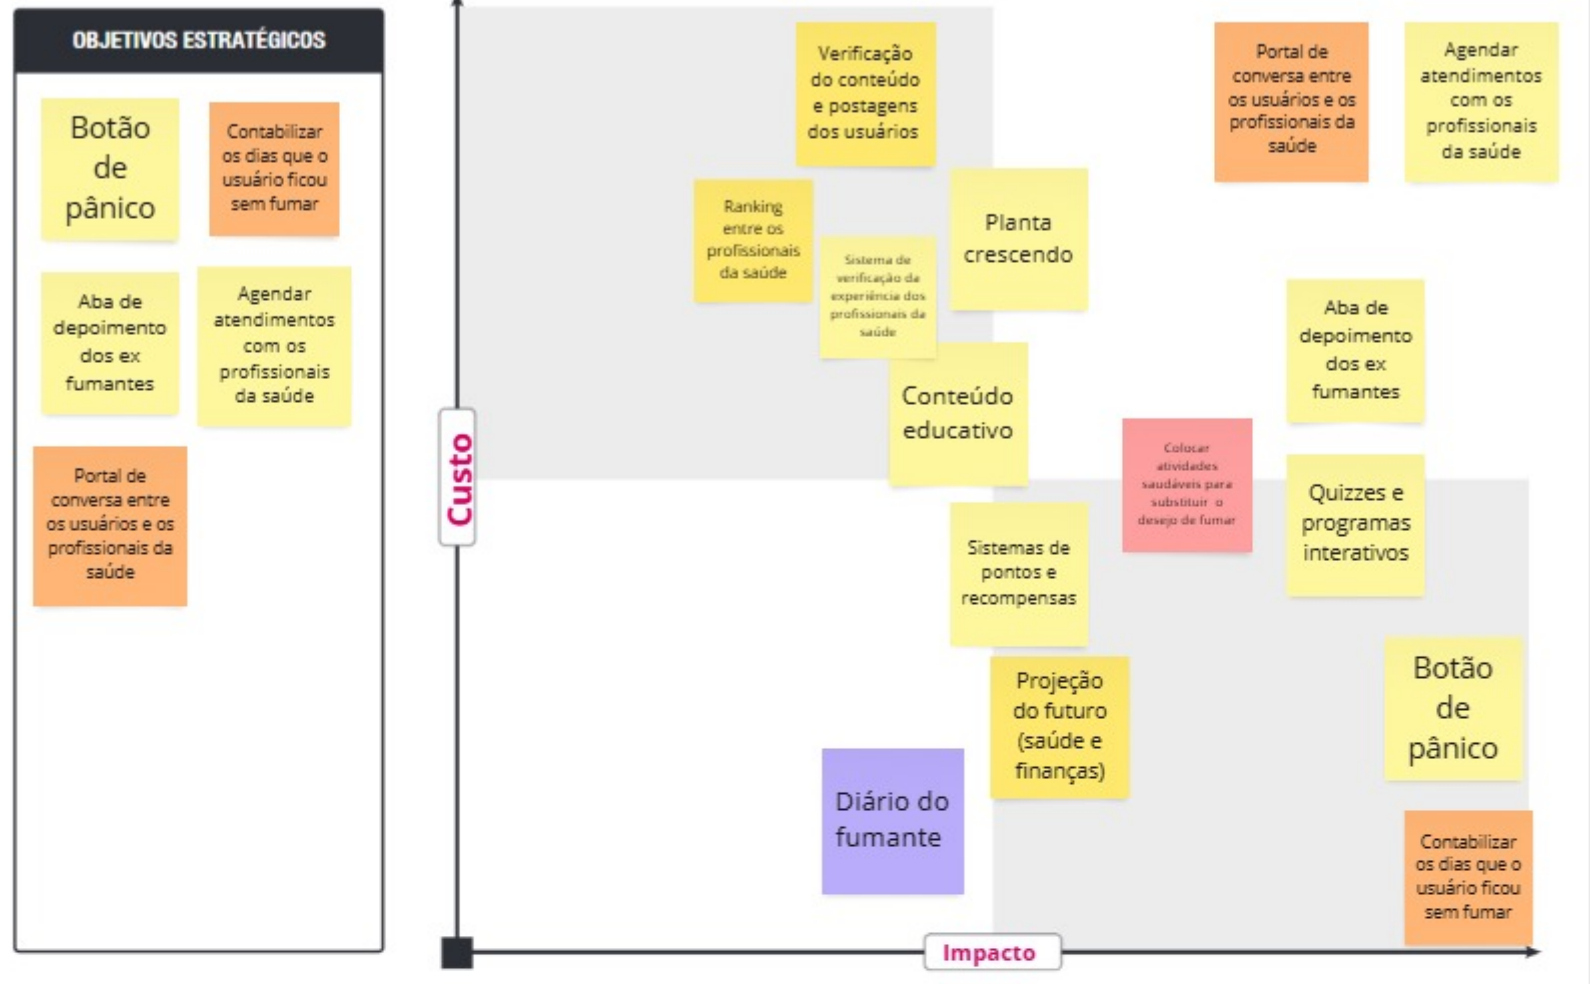 OBJETIVOS ESTRATÉGICOS
Botão
de
pânico
Contabilizar
os dias que o
usuário ficou
sem fumar
Aba de
depoimento
dos ex
fumantes
Agendar
atendimentos
com os
profissionais
da saúde
Portal de
conversa entre
os usuários e os
profissionais da
saúde
Custo
Impacto
Verificação
do conteúdo
e postagens
dos usuários
Portal de
conversa entre
os usuários e os
profissionais da
saúde
Agendar
atendimentos
com os
profissionais
da saúde
Ranking
entre os
profissionais
da saúde
Sistema de
verificação da
experiência dos
profissionais da
saúde
Planta
crescendo
Aba de
depoimento
dos ex
fumantes
Conteúdo
educativo
Colocar
atividades
saudáveis para
substituir o
desejo de fumar
Quizzes e
programas
interativos
Sistemas de
pontos e
recompensas
Projeção
do futuro
(saúde e
finanças)
Botão
de
pânico
Diário do
fumante
Contabilizar
os dias que o
usuário ficou
sem fumar